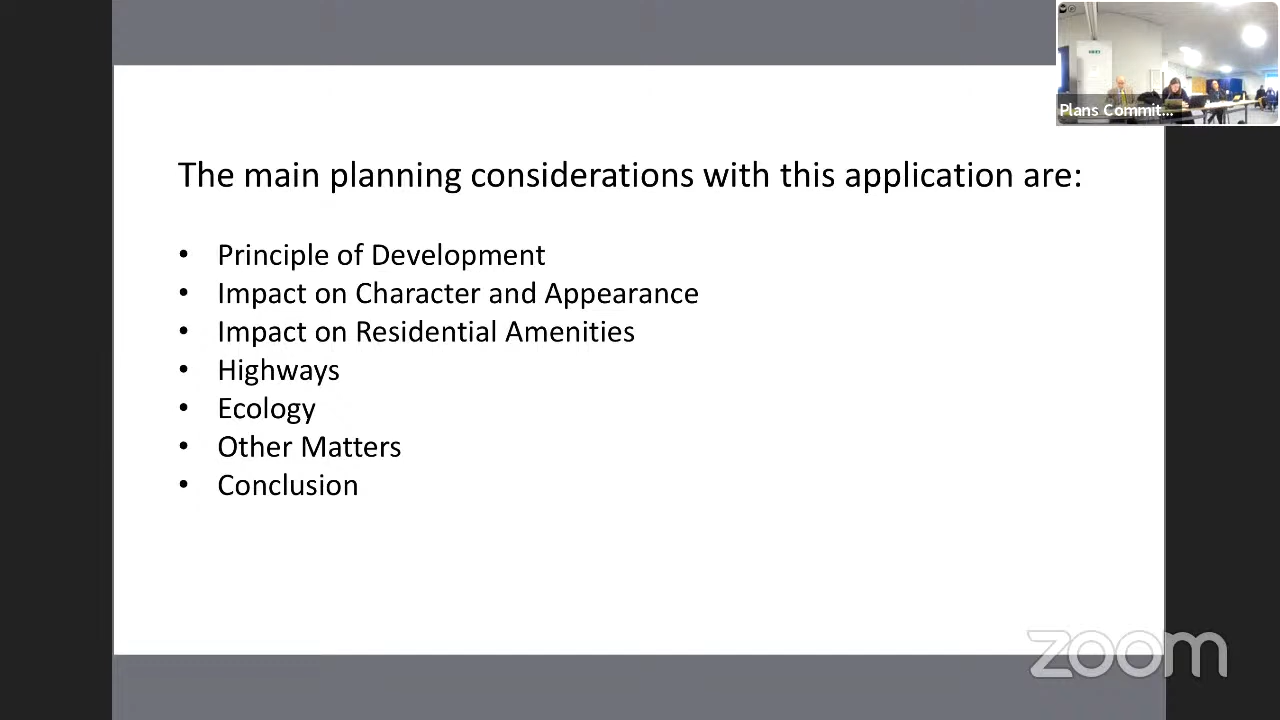 Plans Commit...
The main planning considerations with this application are:
• Principle of Development
• Impact on Character and Appearance
• Impact on Residential Amenities
• Highways
• Ecology
• Other Matters
• Conclusion
zoom